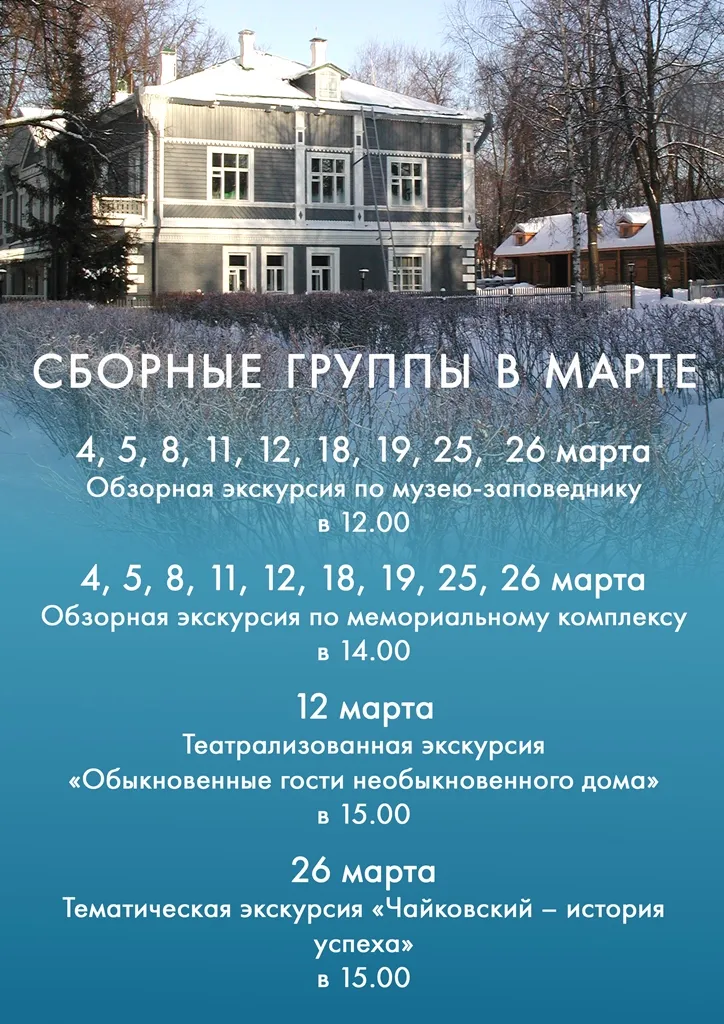 СБОРНЫЕ ГРУППЫ В МАРТЕ
4, 5, 8, 11, 12, 18, 19, 25, 26 марта
Обзорная экскурсия по музею-заповеднику
в 12.00
4, 5, 8, 11, 12, 18, 19, 25, 26 марта
Обзорная экскурсия по мемориальному комплексу
в 14.00
12 марта
Театрализованная экскурсия
«Обыкновенные гости необыкновенного дома»
в 15.00
26 марта
Тематическая экскурсия «Чайковский – история
успеха»
в 15.00